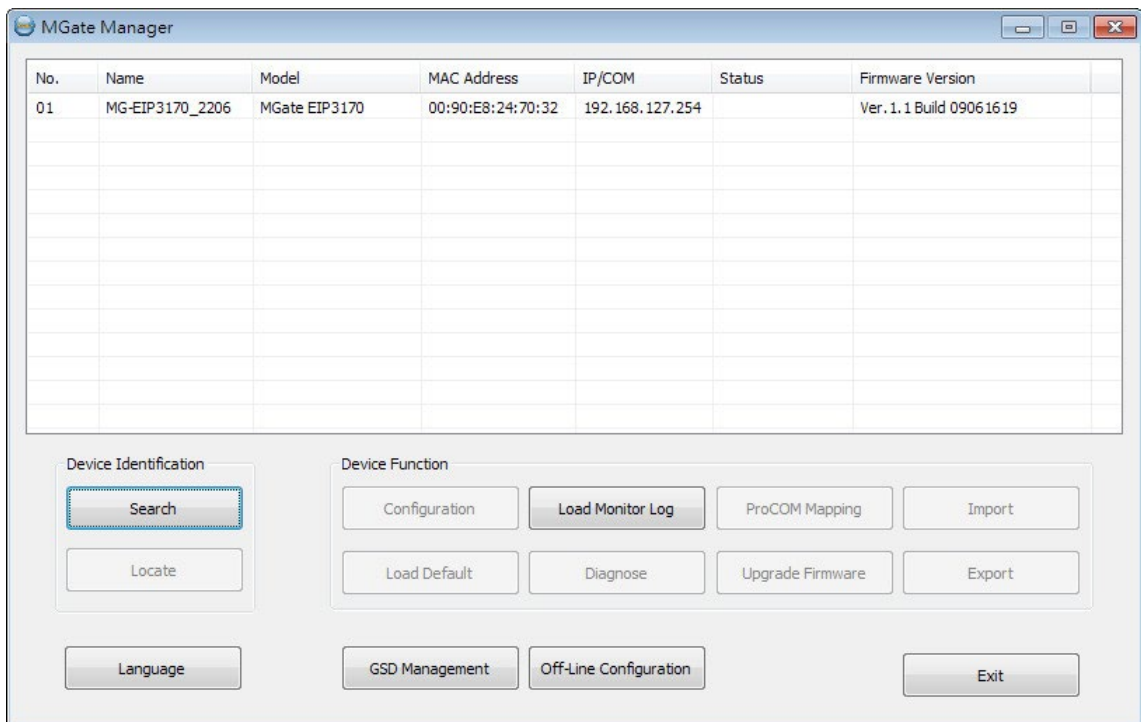 MGate Manager
No. Name Model MAC Address IP/COM Status Firmware Version
01 MG-EIP3170_2206 MGate EIP3170 00:90:E8:24:70:32 192.168.127.254 Ver.1.1 Build 09061619
Device Identification Device Function
Search Configuration Load Monitor Log ProCOM Mapping Import
Locate Load Default Diagnose Upgrade Firmware Export
Language GSD Management Off-Line Configuration Exit